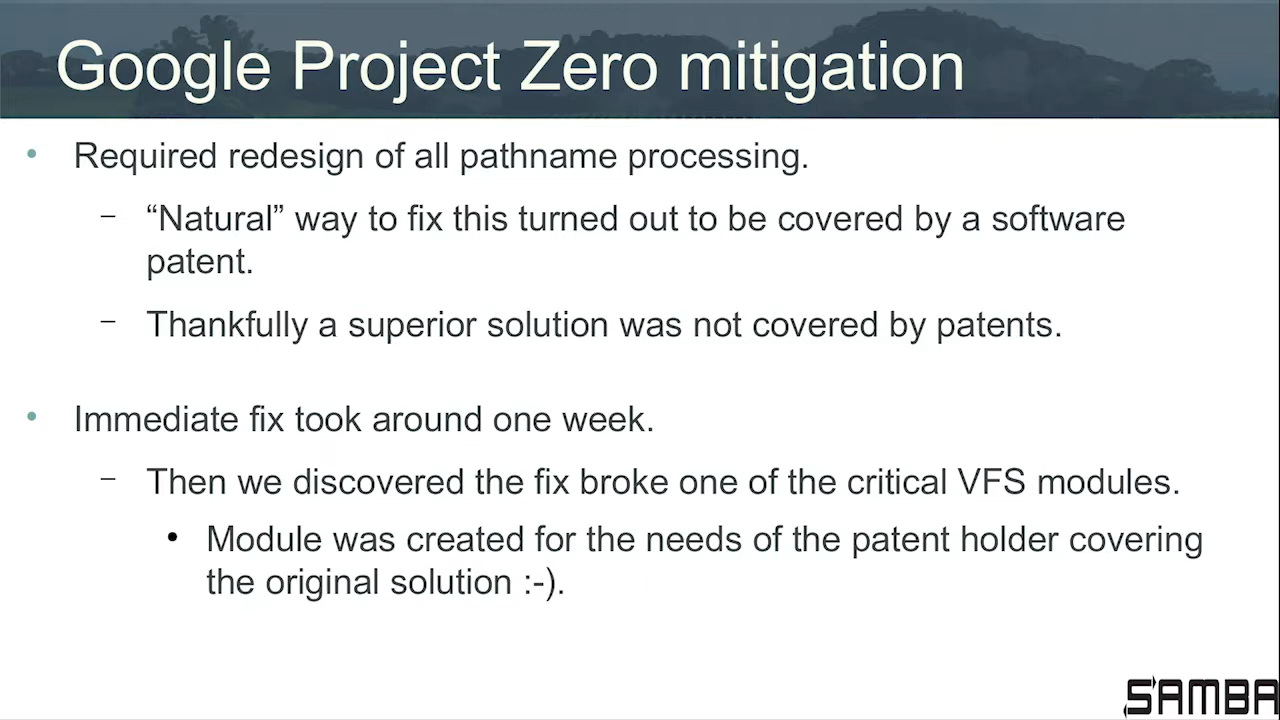 Google Project Zero mitigation
• Required redesign of all pathname processing.
– “Natural” way to fix this turned out to be covered by a software
patent.
– Thankfully a superior solution was not covered by patents.
• Immediate fix took around one week.
– Then we discovered the fix broke one of the critical VFS modules.
• Module was created for the needs of the patent holder covering
the original solution :-).
SAMBA